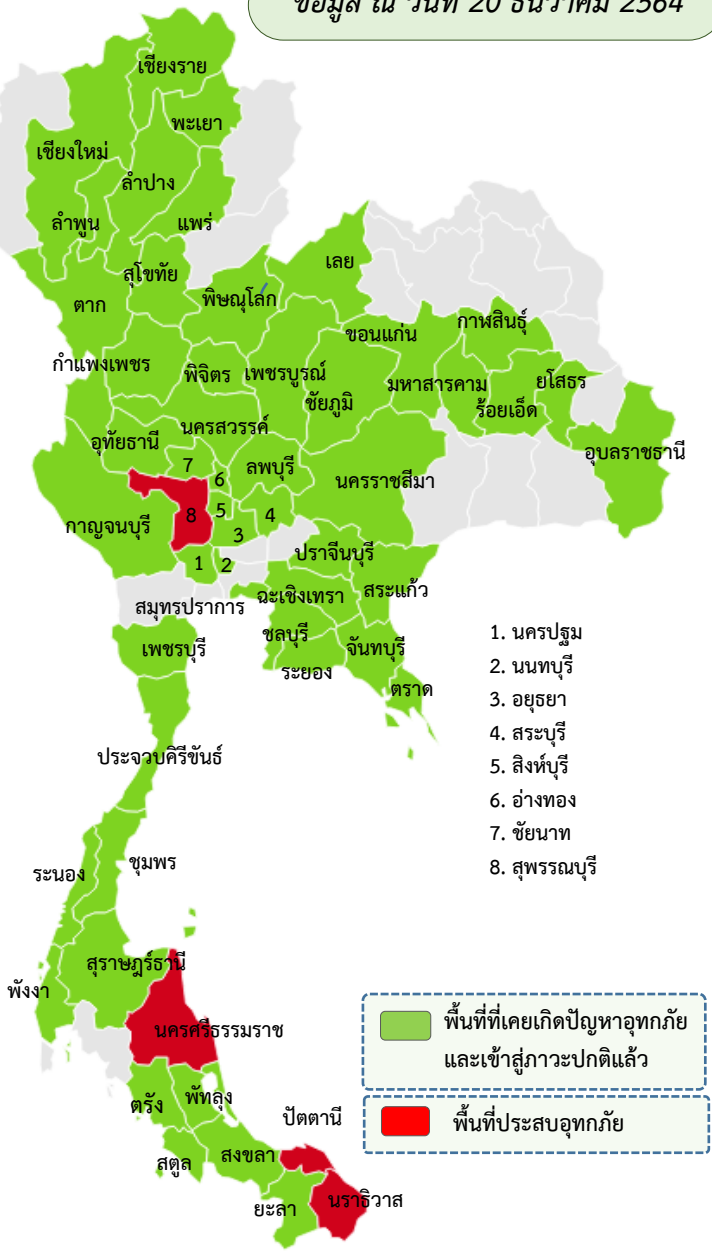 ข้อมูล ณ วันที่ 20 ธันวาคม 2564
เชียงราย
พะเยา
เชียงใหม่
ลำปาง
ลำพูน
แพร่
เลย
สุโขทัย
ตาก
พิษณุโลก
กาฬสินธุ์
ขอนแก่น
กำแพงเพชร
พิจิตร
เพชรบูรณ์
มหาสารคาม
ยโสธร
ชัยภูมิ
ร้อยเอ็ด
นครสวรรค์
อุทัยธานี
อุบลราชธานี
7
ลพบุรี
6
นครราชสีมา
8
5
4
กาญจนบุรี
3
ปราจีนบุรี
1
2
สระแก้ว
ฉะเชิงเทรา
สมุทรปราการ
ชลบุรี
เพชรบุรี
จันทบุรี
ระยอง
ตราด
1. นครปฐม
2. นนทบุรี
3. อยุธยา
4. สระบุรี
5. สิงห์บุรี
6. อ่างทอง
7. ชัยนาท
8. สุพรรณบุรี
ประจวบคีรีขันธ์
ชุมพร
ระนอง
สุราษฎร์ธานี
พังงา
นครศรีธรรมราช
ตรัง
พัทลุง
ปัตตานี
สงขลา
สตูล
นราธิวาส
ยะลา
พื้นที่ที่เคยเกิดปัญหาอุทกภัย
และเข้าสู่ภาวะปกติแล้ว
พื้นที่ประสบอุทกภัย